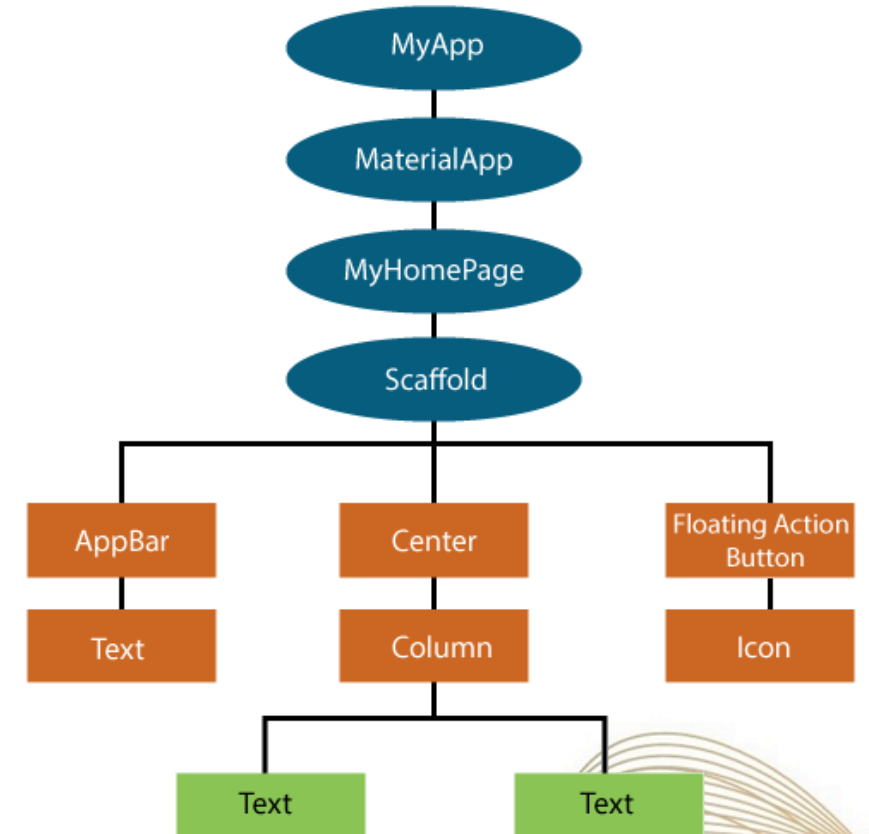 MyApp
MaterialApp
MyHomePage
Scaffold
AppBar
Center
Floating Action
Button
Text
Column
Icon
Text
Text